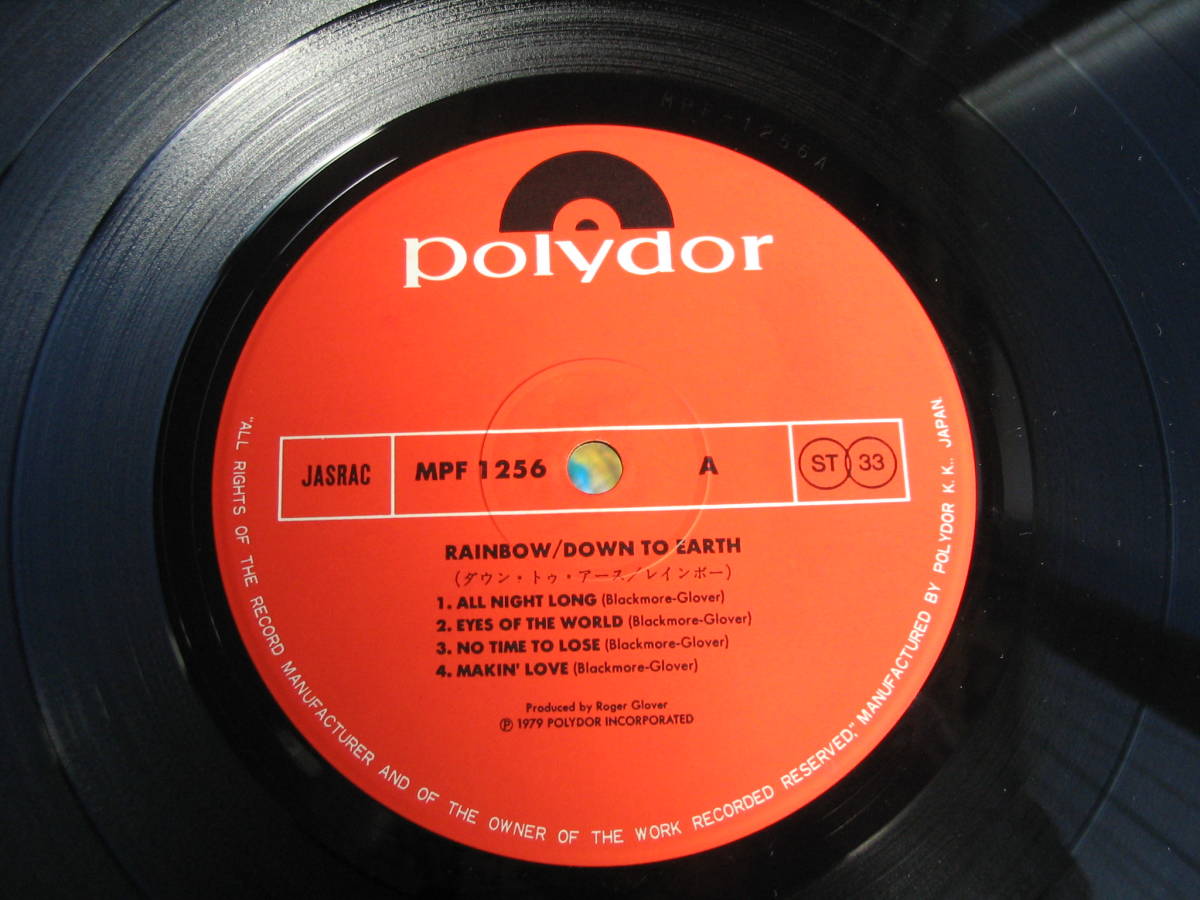 MPF-1256A
polydor
JASRAC
MPF 1256
A
ST 33
RAINBOW/DOWN TO EARTH
(ダウン・トゥ・アース/レインボー)
1. ALL NIGHT LONG (Blackmore-Glover)
2. EYES OF THE WORLD (Blackmore-Glover)
3. NO TIME TO LOSE (Blackmore-Glover)
4. MAKIN' LOVE (Blackmore-Glover)
Produced by Roger Glover
Ⓟ 1979 POLYDOR INCORPORATED
"ALL RIGHTS OF THE RECORD MANUFACTURER AND OF THE OWNER OF THE WORK RECORDED RESERVED," MANUFACTURED BY POLYDOR K.K., JAPAN.